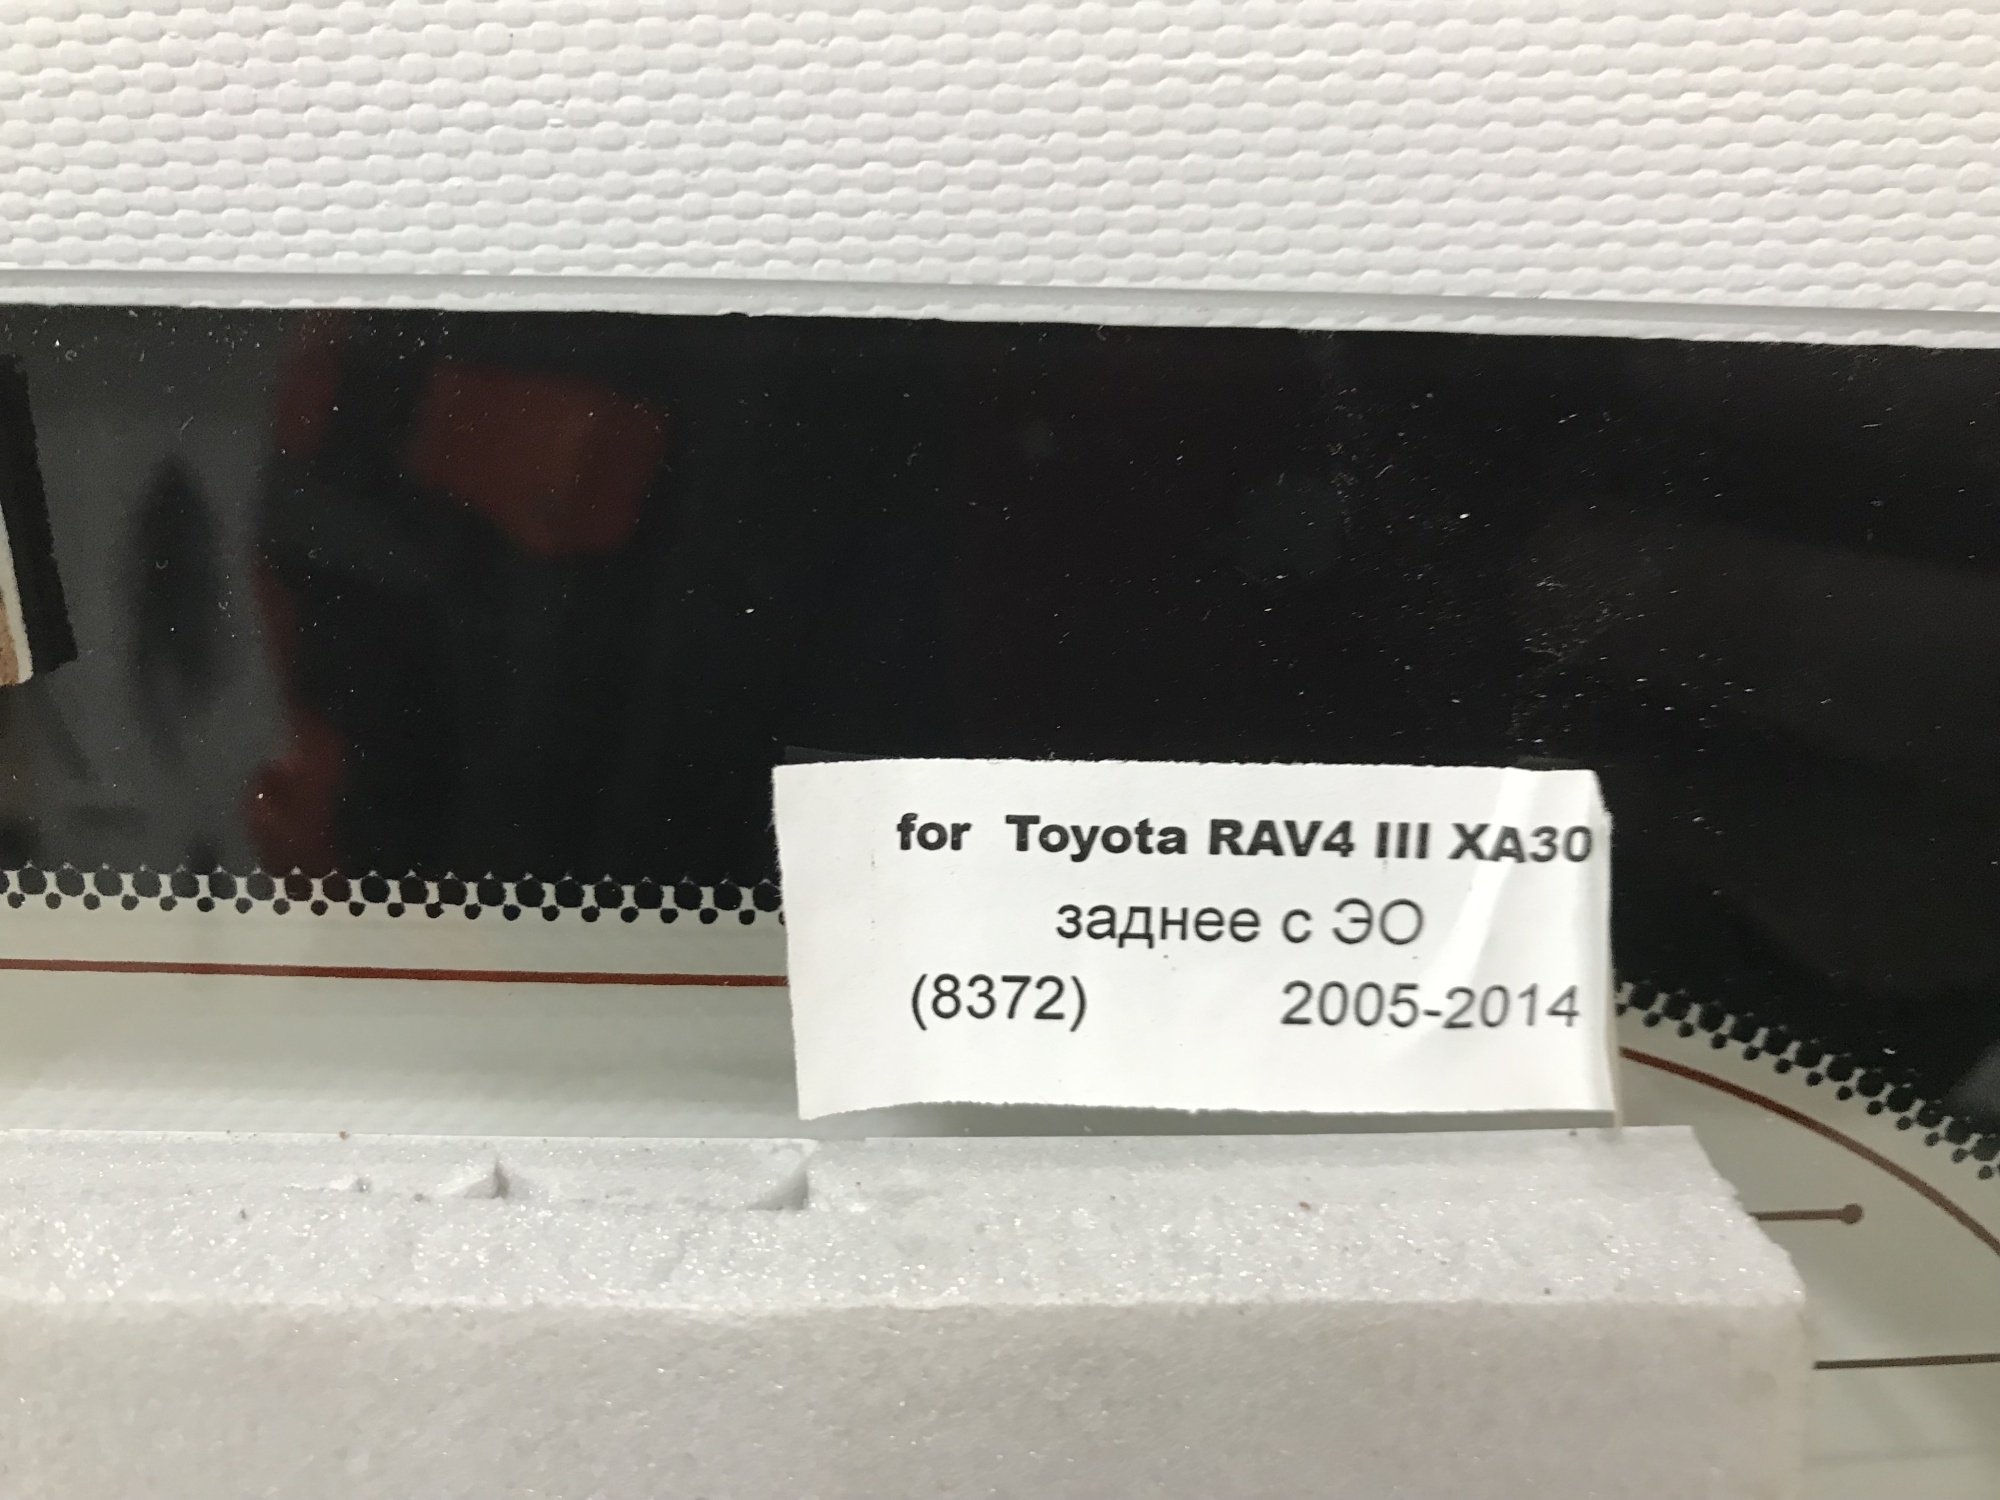 for Toyota RAV4 III XA30
заднее с ЭО
(8372) 2005-2014